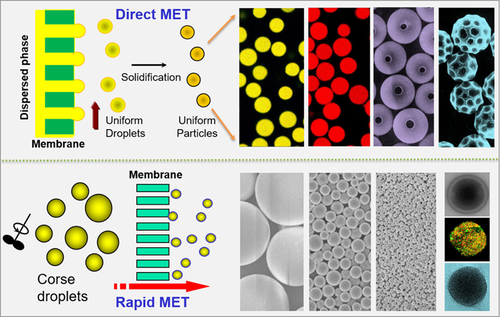 Direct MET
Dispersed phase
Solidification
Uniform
Droplets
Uniform
Particles
Membrane
Membrane
Corse
droplets
Rapid MET